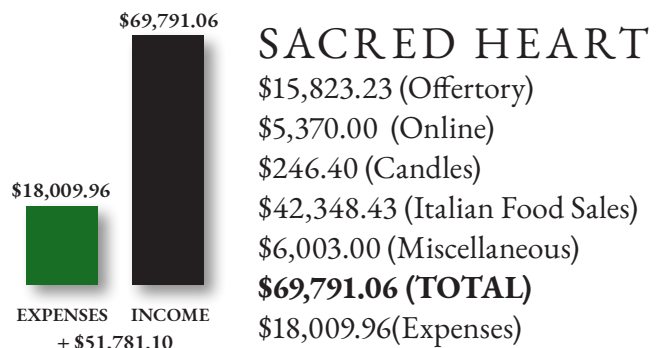 $69,791.06
$18,009.96
EXPENSES INCOME
+ $51,781.10
SACRED HEART
$15,823.23 (Offertory)
$5,370.00 (Online)
$246.40 (Candles)
$42,348.43 (Italian Food Sales)
$6,003.00 (Miscellaneous)
$69,791.06 (TOTAL)
$18,009.96(Expenses)